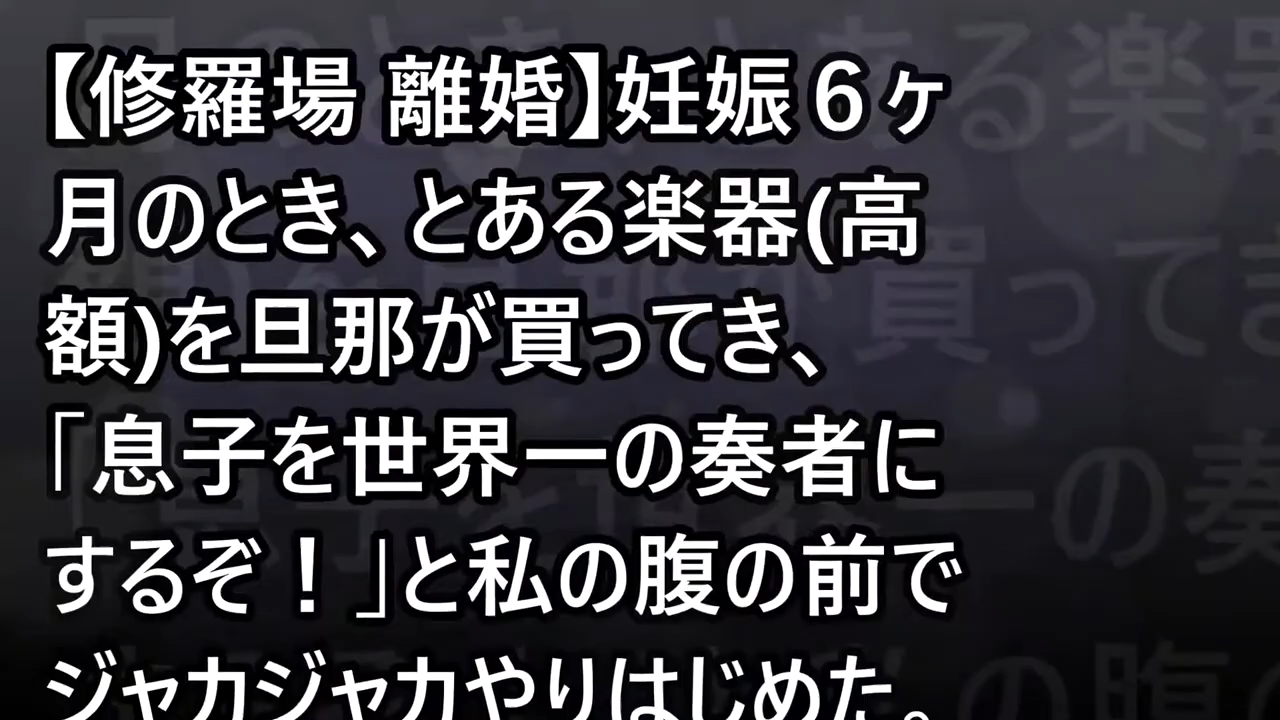 【修羅場 離婚】妊娠６ヶ
月のとき、とある楽器(高
額)を旦那が買ってき、
「息子を世界一の奏者に
するぞ！」と私の腹の前で
ジャカジャカやりはじめた。